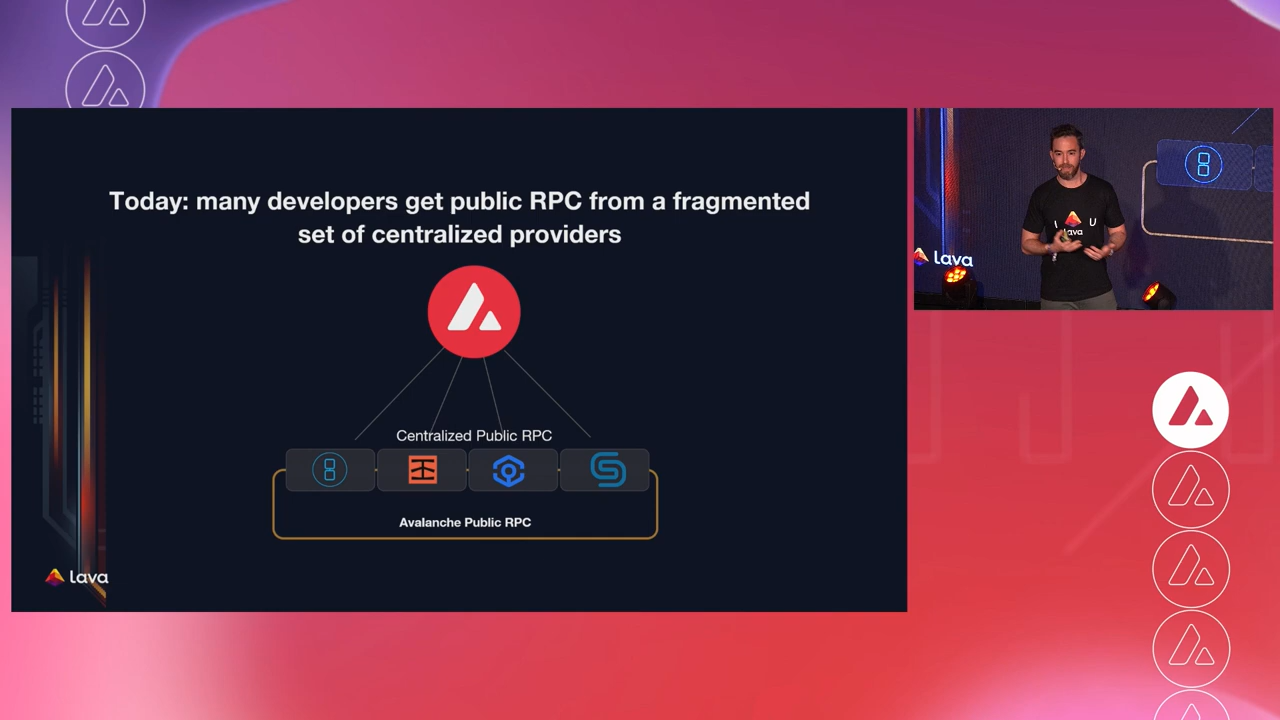 Today: many developers get public RPC from a fragmented
set of centralized providers
Centralized Public RPC
Avalanche Public RPC
Lava
Lava
Lava